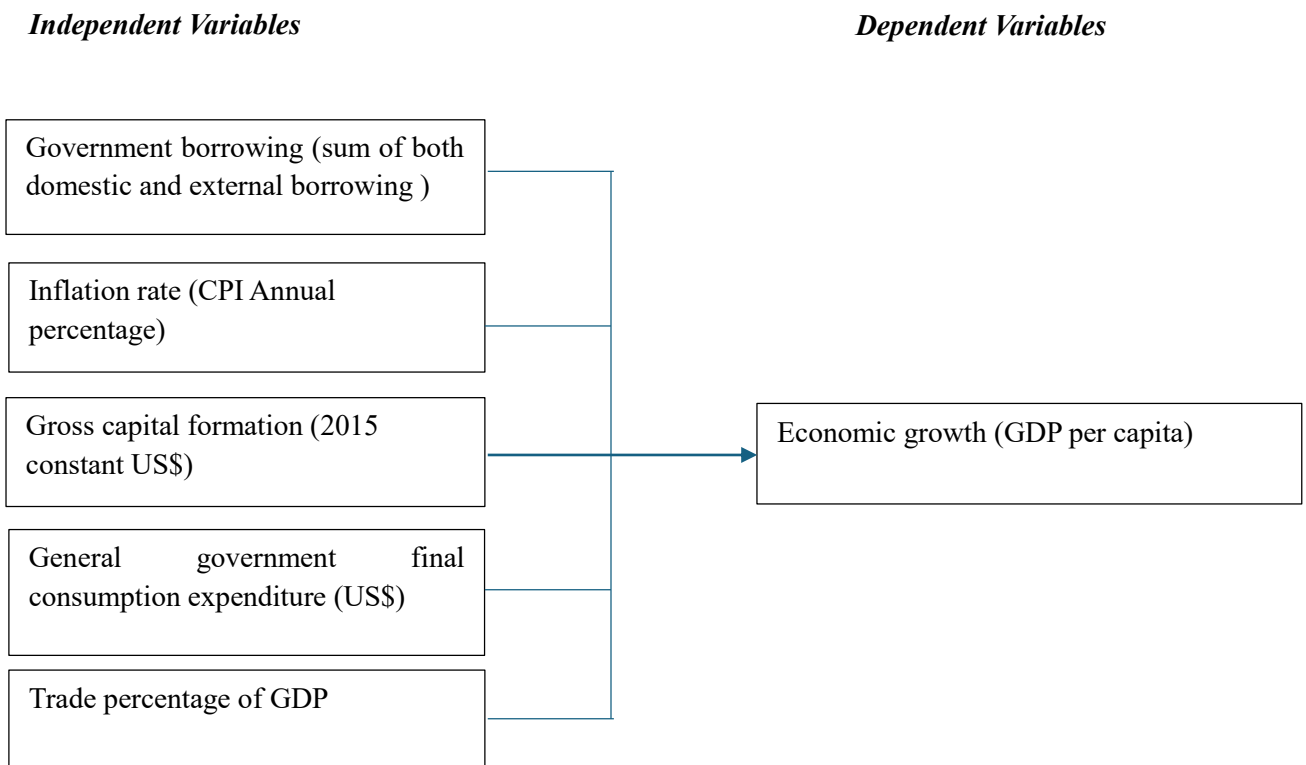 Independent Variables
Dependent Variables
Government borrowing (sum of both
domestic and external borrowing )
Inflation rate (CPI Annual
percentage)
Gross capital formation (2015
constant US$)
Economic growth (GDP per capita)
General government final
consumption expenditure (US$)
Trade percentage of GDP